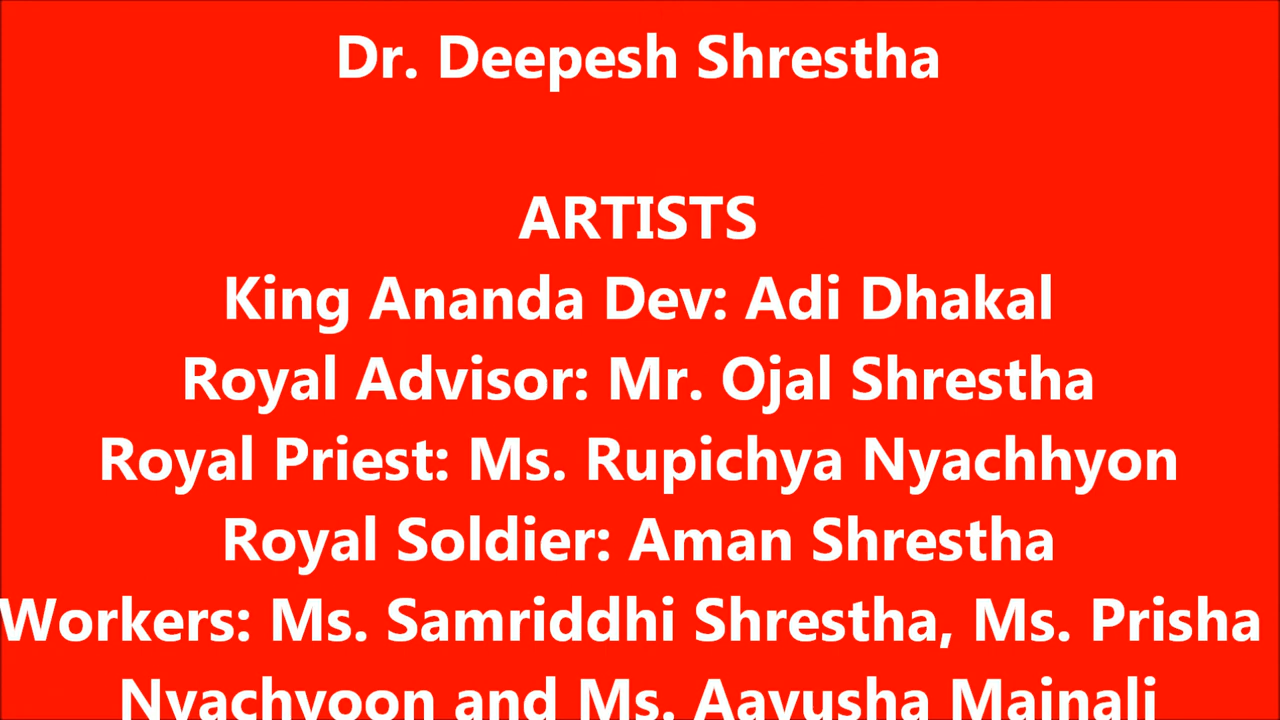 Dr. Deepesh Shrestha
ARTISTS
King Ananda Dev: Adi Dhakal
Royal Advisor: Mr. Ojal Shrestha
Royal Priest: Ms. Rupichya Nyachhyon
Royal Soldier: Aman Shrestha
Workers: Ms. Samriddhi Shrestha, Ms. Prisha
Nyachyoon and Ms. Aayusha Mainali